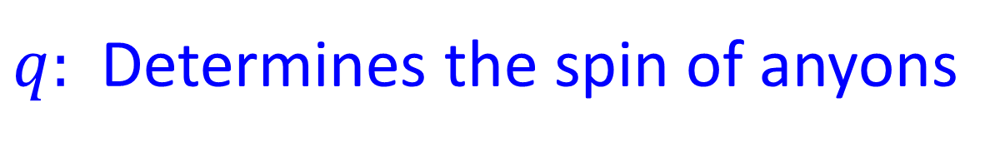 q: Determines the spin of anyons